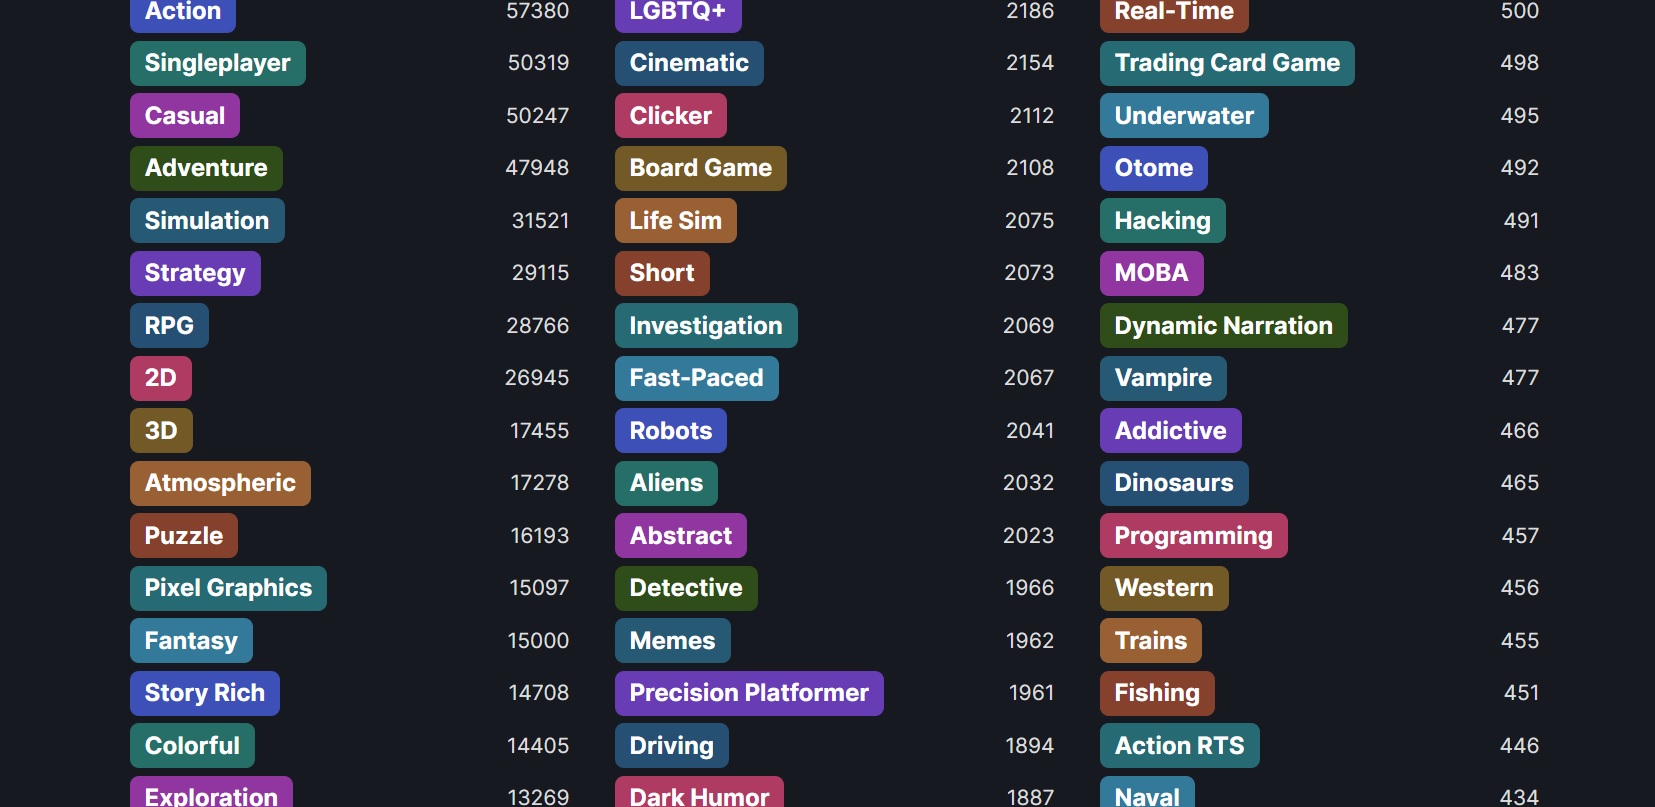 Action 57380
Singleplayer 50319
Casual 50247
Adventure 47948
Simulation 31521
Strategy 29115
RPG 28766
2D 26945
3D 17455
Atmospheric 17278
Puzzle 16193
Pixel Graphics 15097
Fantasy 15000
Story Rich 14708
Colorful 14405
Exploration 13269
LGBTQ+ 2186
Cinematic 2154
Clicker 2112
Board Game 2108
Life Sim 2075
Short 2073
Investigation 2069
Fast-Paced 2067
Robots 2041
Aliens 2032
Abstract 2023
Detective 1966
Memes 1962
Precision Platformer 1961
Driving 1894
Dark Humor 1887
Real-Time 500
Trading Card Game 498
Underwater 495
Otome 492
Hacking 491
MOBA 483
Dynamic Narration 477
Vampire 477
Addictive 466
Dinosaurs 465
Programming 457
Western 456
Trains 455
Fishing 451
Action RTS 446
Naval 434